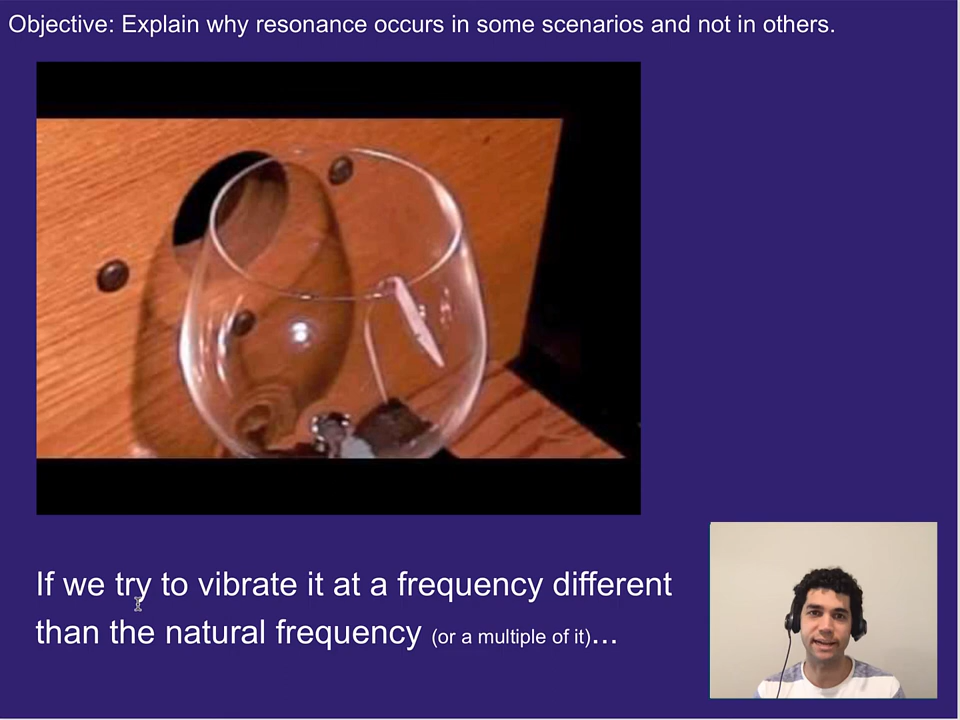 Objective: Explain why resonance occurs in some scenarios and not in others.
If we try to vibrate it at a frequency different
than the natural frequency (or a multiple of it)...